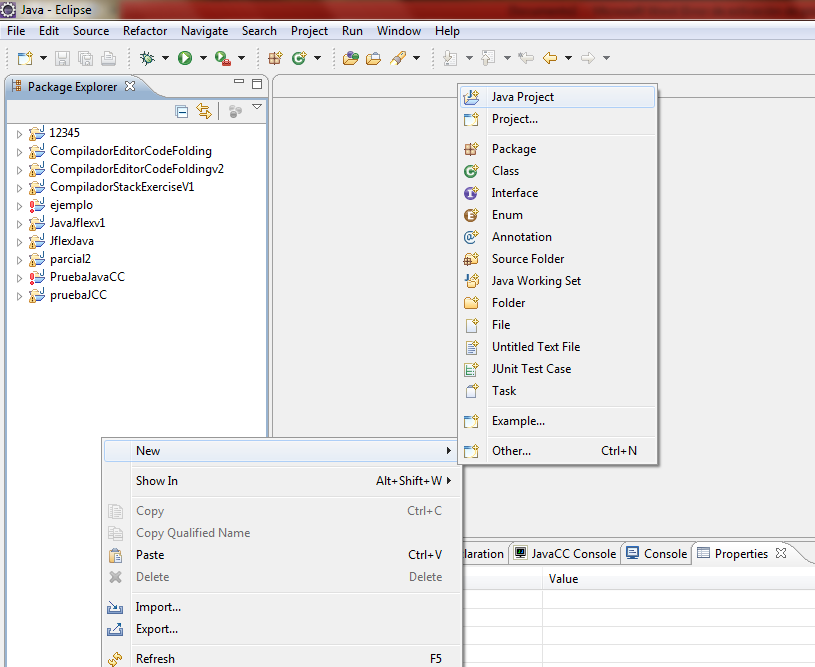 Java - Eclipse
File Edit Source Refactor Navigate Search Project Run Window Help
Package Explorer
12345
CompiladorEditorCodeFolding
CompiladorEditorCodeFoldingv2
CompiladorStackExerciseV1
ejemplo
JavaJflexv1
JflexJava
parcial2
PruebaJavaCC
pruebaJCC
Java Project
Project...
Package
Class
Interface
Enum
Annotation
Source Folder
Java Working Set
Folder
File
Untitled Text File
JUnit Test Case
Task
Example...
Other... Ctrl+N
New
Show In Alt+Shift+W
Copy Ctrl+C
Copy Qualified Name
Paste Ctrl+V
Delete Delete
Import...
Export...
Refresh F5
laration JavaCC Console Console Properties
Value